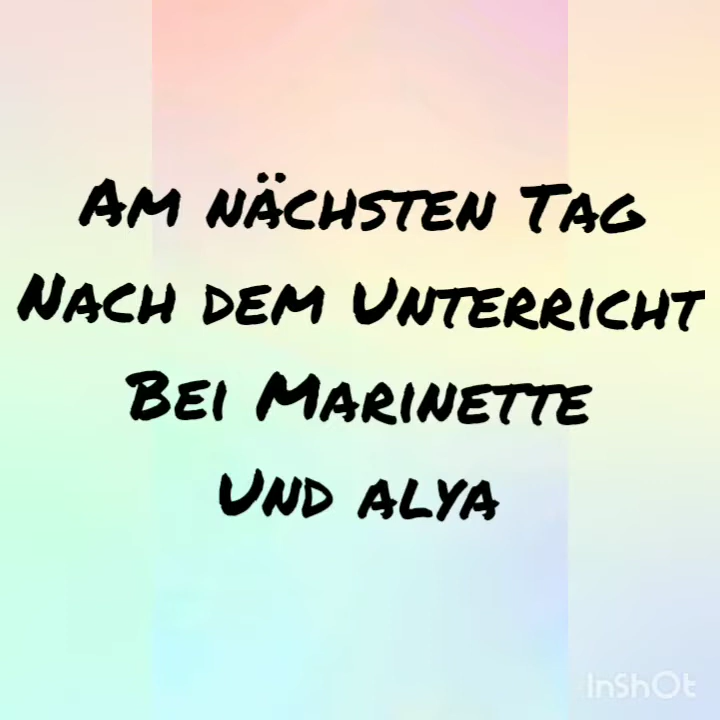 Am nächsten Tag
Nach dem Unterricht
Bei Marinette
Und alya
InShOt